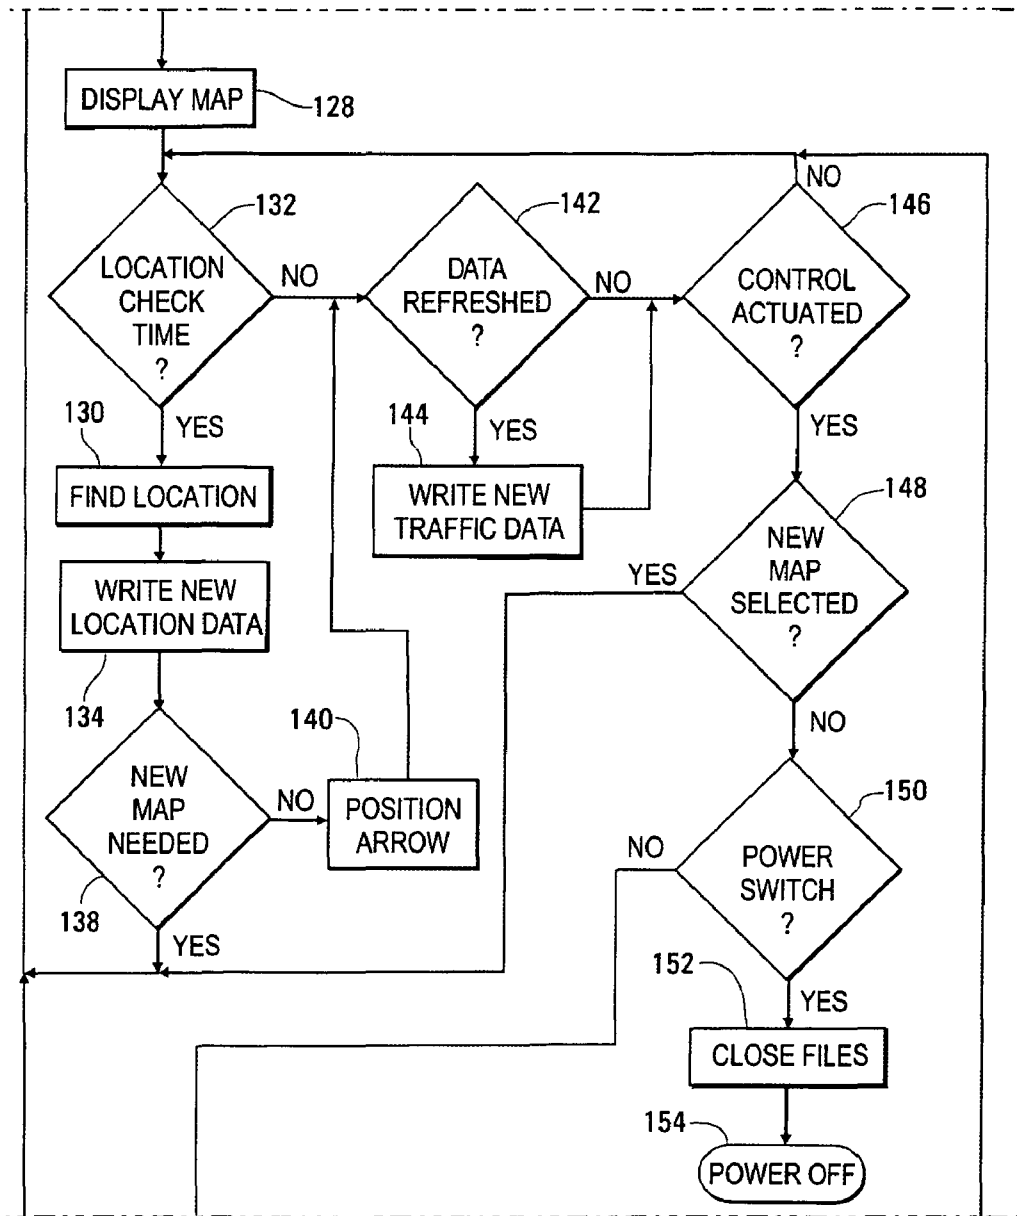 DISPLAY MAP
128
NO
132
142
146
LOCATION
CHECK
TIME
?
NO
DATA
REFRESHED
?
NO
CONTROL
ACTUATED
?
130
YES
144
YES
YES
FIND LOCATION
WRITE NEW
TRAFFIC DATA
148
NEW
MAP
SELECTED
?
YES
WRITE NEW
LOCATION DATA
134
140
NO
NEW
MAP
NEEDED
?
NO
POSITION
ARROW
150
NO
POWER
SWITCH
?
138
YES
152
YES
CLOSE FILES
154
POWER OFF